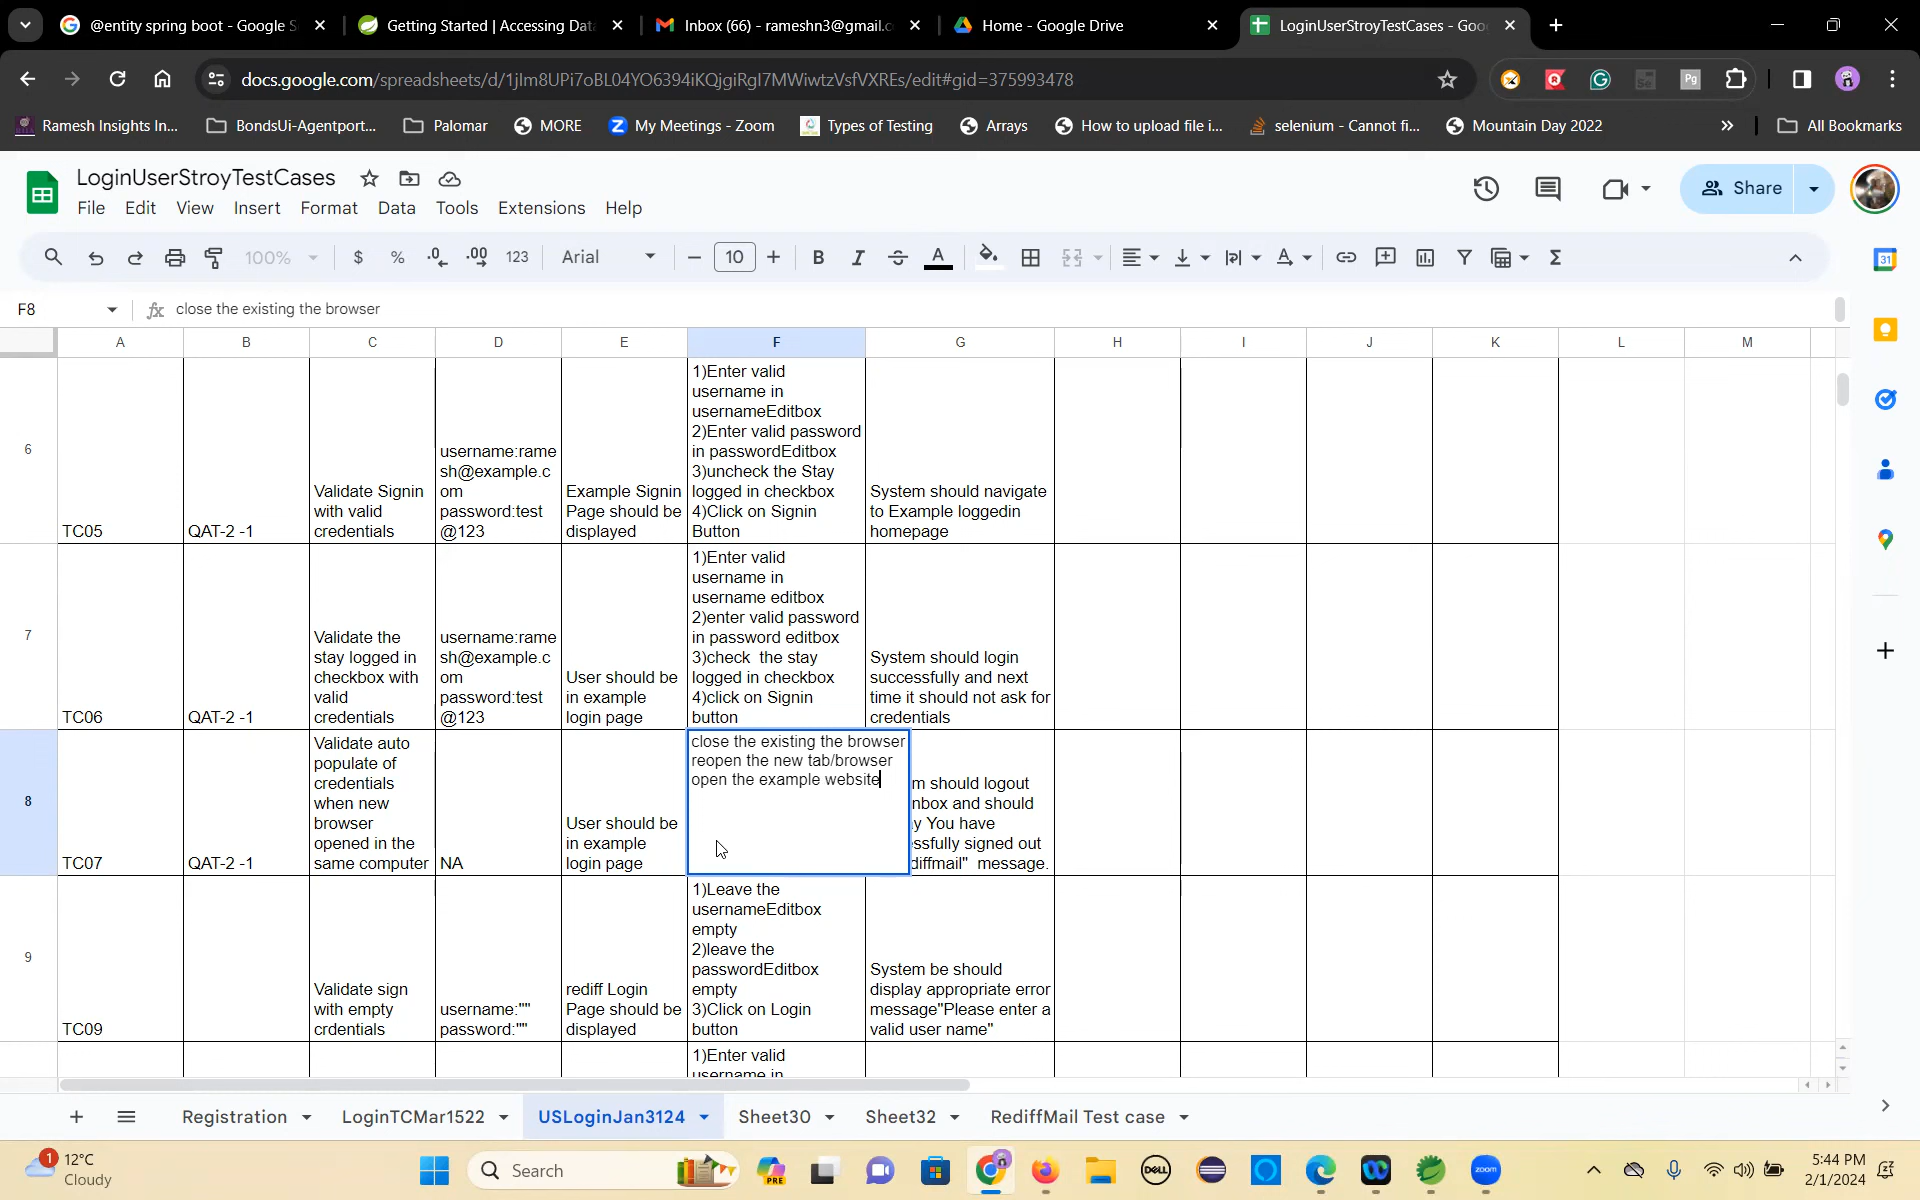 @entity spring boot - Google S
Getting Started | Accessing Data
Inbox (66) - rameshn3@gmail.c
Home - Google Drive
LoginUserStroyTestCases - Goo
docs.google.com/spreadsheets/d/1jIm8UPi7oBL04YO6394iKQjgiRgI7MWiwtzVsfVXREs/edit#gid=375993478
Ramesh Insights In...
BondsUi-Agentport...
Palomar
MORE
My Meetings - Zoom
Types of Testing
Arrays
How to upload file i...
selenium - Cannot fi...
Mountain Day 2022
All Bookmarks
LoginUserStroyTestCases
File Edit View Insert Format Data Tools Extensions Help
Share
100% $ % .0 .00 123 Arial 10
F8
close the existing the browser
A B C D E F G H I J K L M
6
TC05
QAT-2 -1
Validate Signin
with valid
credentials
username:rame
sh@example.c
om
password:test
@123
Example Signin
Page should be
displayed
1)Enter valid
username in
usernameEditbox
2)Enter valid password
in passwordEditbox
3)uncheck the Stay
logged in checkbox
4)Click on Signin
Button
System should navigate
to Example loggedin
homepage
7
TC06
QAT-2 -1
Validate the
stay logged in
checkbox with
valid
credentials
username:rame
sh@example.c
om
password:test
@123
User should be
in example
login page
1)Enter valid
username in
username editbox
2)enter valid password
in password editbox
3)check  the stay
logged in checkbox
4)click on Signin
button
System should login
successfully and next
time it should not ask for
credentials
8
TC07
QAT-2 -1
Validate auto
populate of
credentials
when new
browser
opened in the
same computer
NA
User should be
in example
login page
close the existing the browser
reopen the new tab/browser
open the example website
m should logout
nbox and should
y You have
ssfully signed out
diffmail"  message.
9
TC09
Validate sign
with empty
crdentials
username:""
password:""
rediff Login
Page should be
displayed
1)Leave the
usernameEditbox
empty
2)leave the
passwordEditbox
empty
3)Click on Login
button
System be should
display appropriate error
message"Please enter a
valid user name"
1)Enter valid
username in
Registration
LoginTCMar1522
USLoginJan3124
Sheet30
Sheet32
RediffMail Test case
1
12°C
Cloudy
Search
PRE
DELL
zoom
5:44 PM
2/1/2024